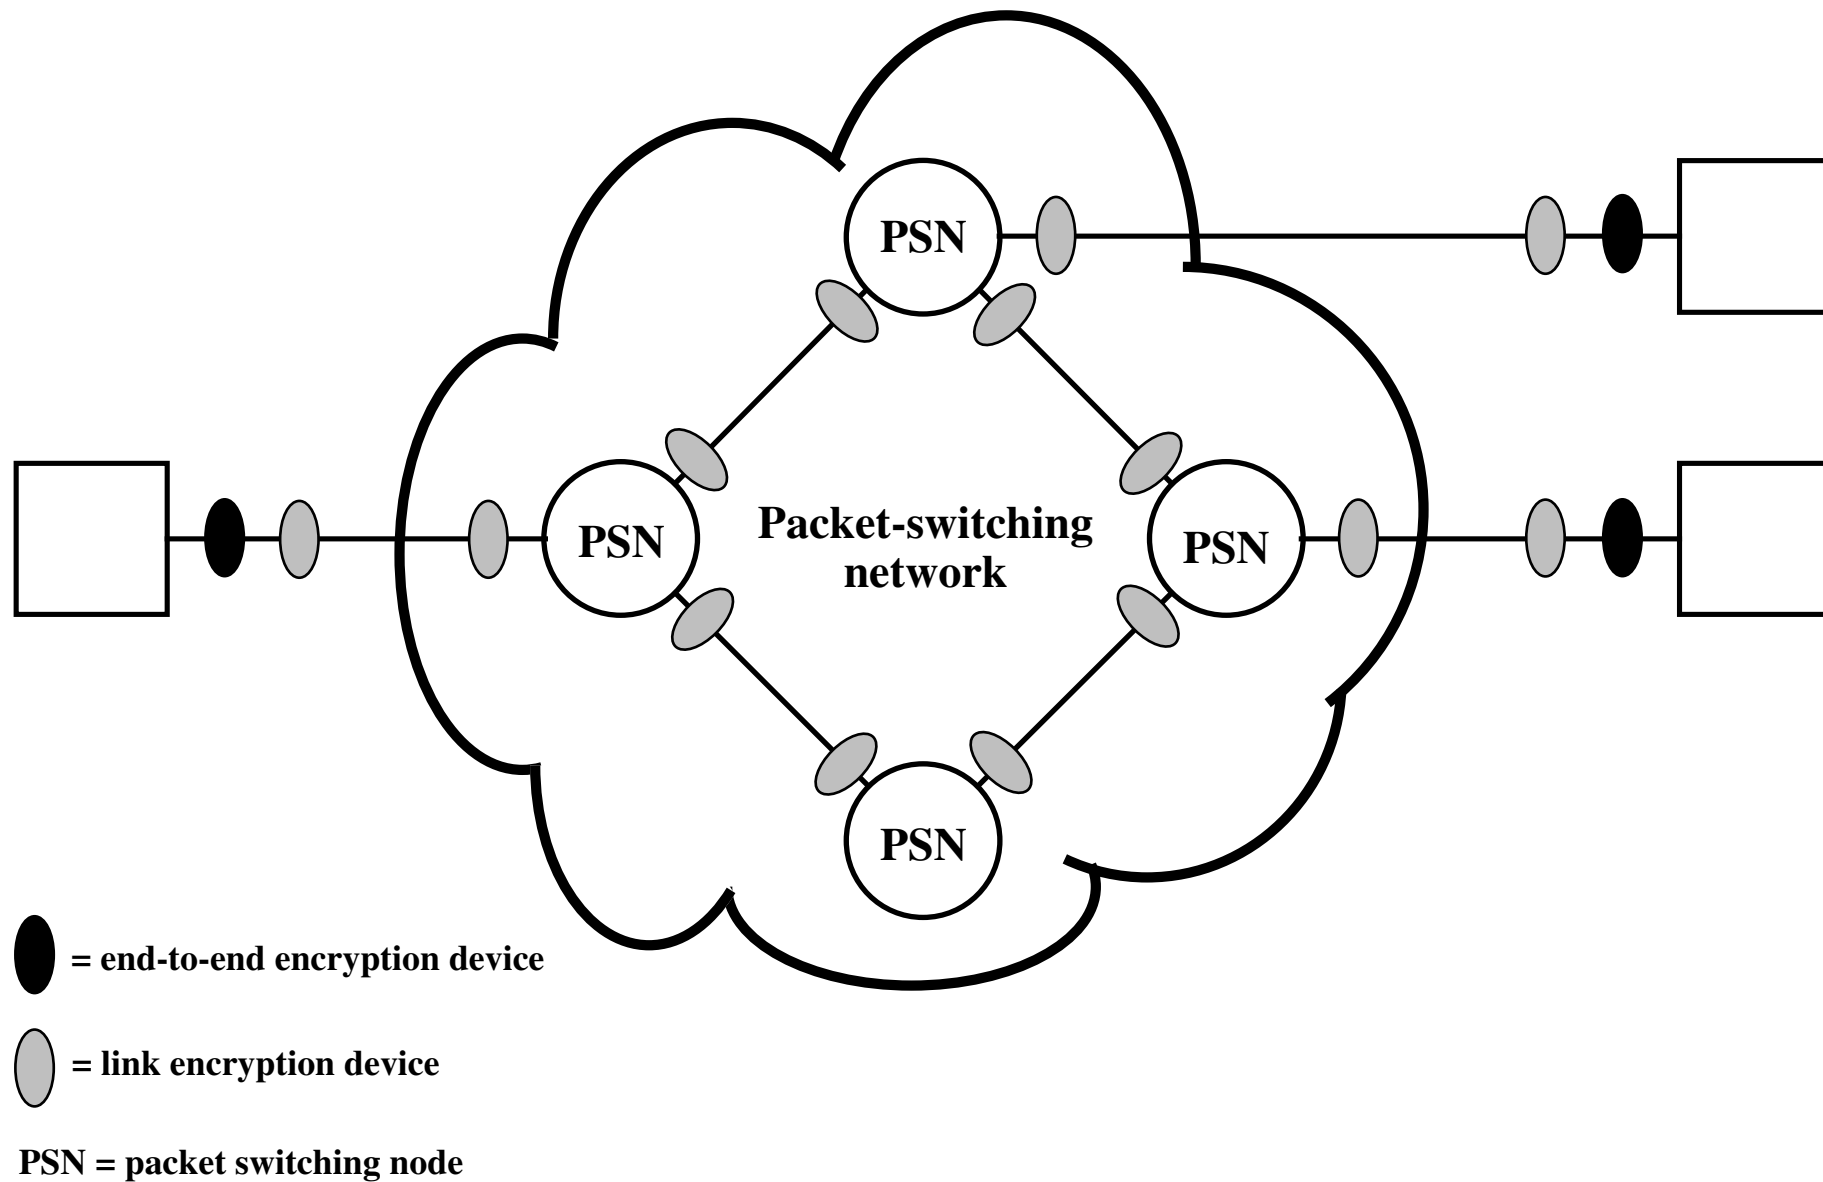 PSN
PSN
Packet-switching
network
PSN
PSN
= end-to-end encryption device
= link encryption device
PSN = packet switching node